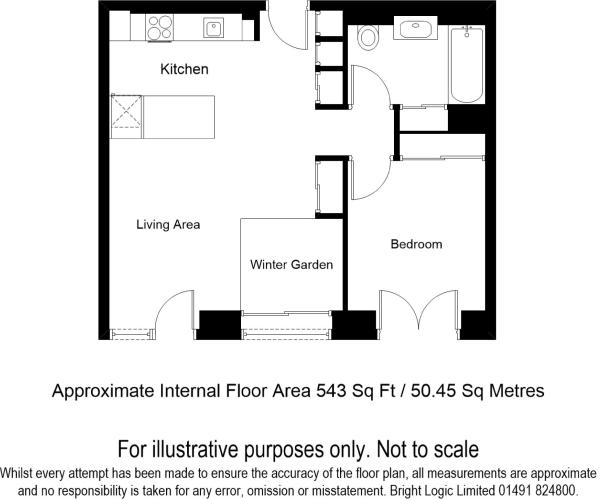 Kitchen
Living Area
Winter Garden
Bedroom
Approximate Internal Floor Area 543 Sq Ft / 50.45 Sq Metres
For illustrative purposes only. Not to scale
Whilst every attempt has been made to ensure the accuracy of the floor plan, all measurements are approximate
and no responsibility is taken for any error, omission or misstatement. Bright Logic Limited 01491 824800.